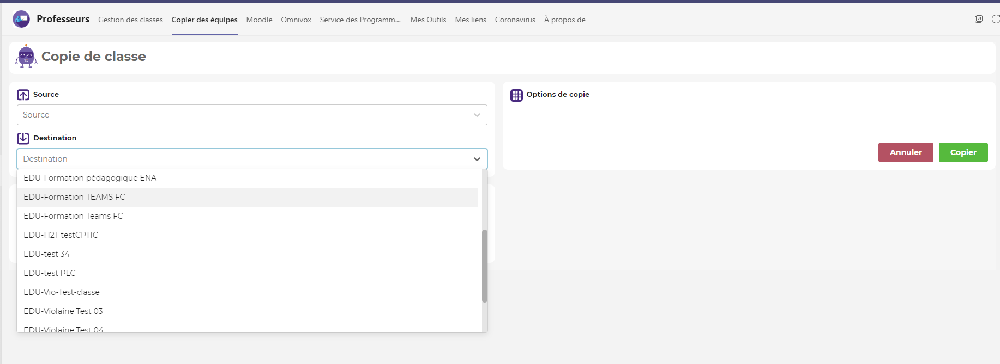 Professeurs Gestion des classes Copier des équipes Moodle Omnivox Service des Programm... Mes Outils Mes liens Coronavirus À propos de
Copie de classe
Source
Source
Destination
Destination
EDU-Formation pédagogique ENA
EDU-Formation TEAMS FC
EDU-Formation Teams FC
EDU-H21_testCPTIC
EDU-test 34
EDU-test PLC
EDU-Vio-Test-classe
EDU-Violaine Test 03
EDU-Violaine Test 04
Options de copie
Annuler Copier